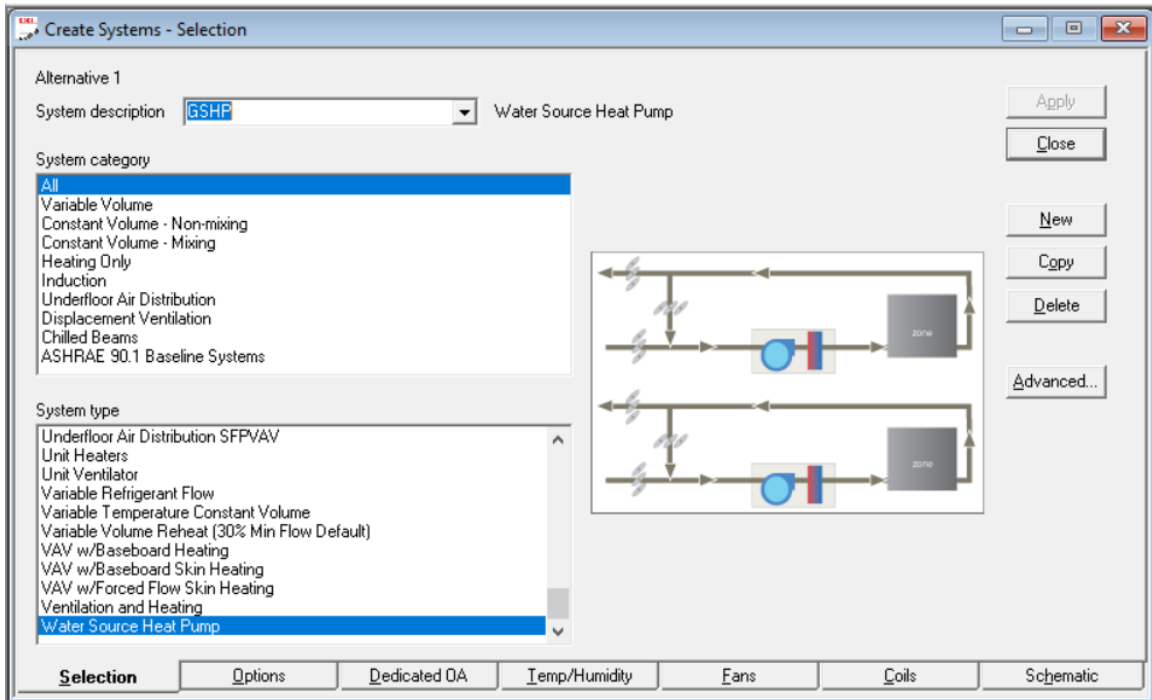 Create Systems - Selection
Alternative 1
System description GSHP Water Source Heat Pump
Apply
Close
System category
All
Variable Volume
Constant Volume - Non-mixing
Constant Volume - Mixing
Heating Only
Induction
Underfloor Air Distribution
Displacement Ventilation
Chilled Beams
ASHRAE 90.1 Baseline Systems
New
Copy
Delete
Advanced...
zone
zone
System type
Underfloor Air Distribution SFPVAV
Unit Heaters
Unit Ventilator
Variable Refrigerant Flow
Variable Temperature Constant Volume
Variable Volume Reheat (30% Min Flow Default)
VAV w/Baseboard Heating
VAV w/Baseboard Skin Heating
VAV w/Forced Flow Skin Heating
Ventilation and Heating
Water Source Heat Pump
Selection Options Dedicated OA Temp/Humidity Fans Coils Schematic